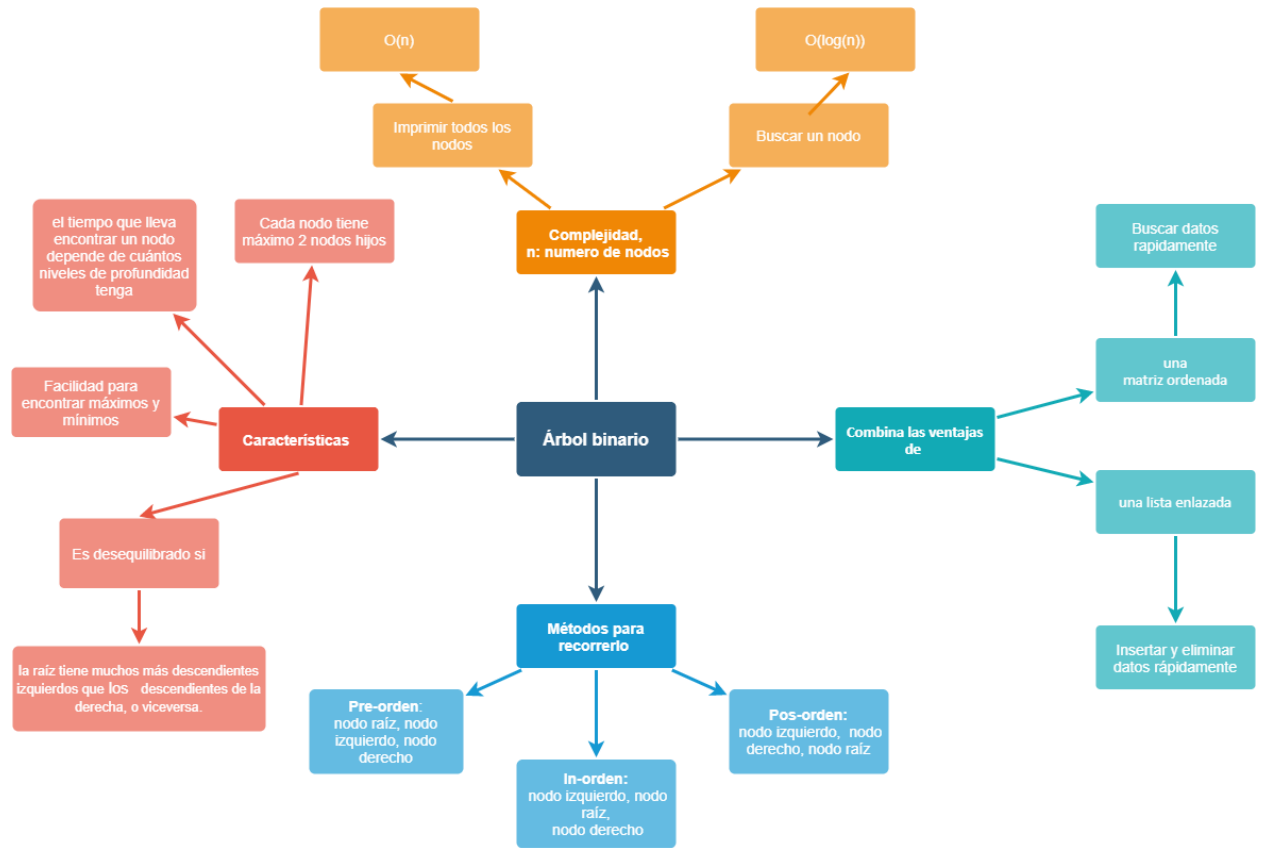 O(n)
O(log(n))
Imprimir todos los
nodos
Buscar un nodo
el tiempo que lleva
encontrar un nodo
depende de cuántos
niveles de profundidad
tenga
Cada nodo tiene
máximo 2 nodos hijos
Complejidad,
n: numero de nodos
Buscar datos
rapidamente
una
matriz ordenada
Facilidad para
encontrar máximos y
mínimos
Características
Árbol binario
Combina las ventajas
de
una lista enlazada
Es desequilibrado si
Métodos para
recorrerlo
Insertar y eliminar
datos rápidamente
la raíz tiene muchos más descendientes
izquierdos que los descendientes de la
derecha, o viceversa.
Pre-orden:
nodo raíz, nodo
izquierdo, nodo
derecho
In-orden:
nodo izquierdo, nodo
raíz,
nodo derecho
Pos-orden:
nodo izquierdo, nodo
derecho, nodo raíz